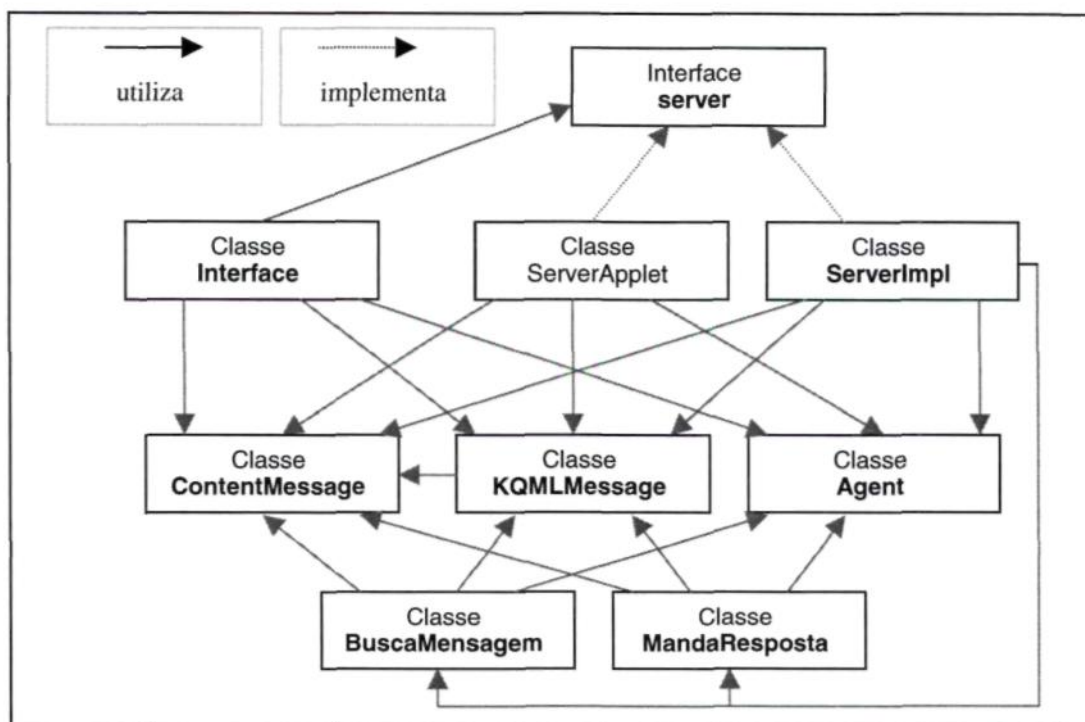 utiliza
implementa
Interface
server
Classe
Interface
Classe
ServerApplet
Classe
ServerImpl
Classe
ContentMessage
Classe
KQMLMessage
Classe
Agent
Classe
BuscaMensagem
Classe
MandaResposta